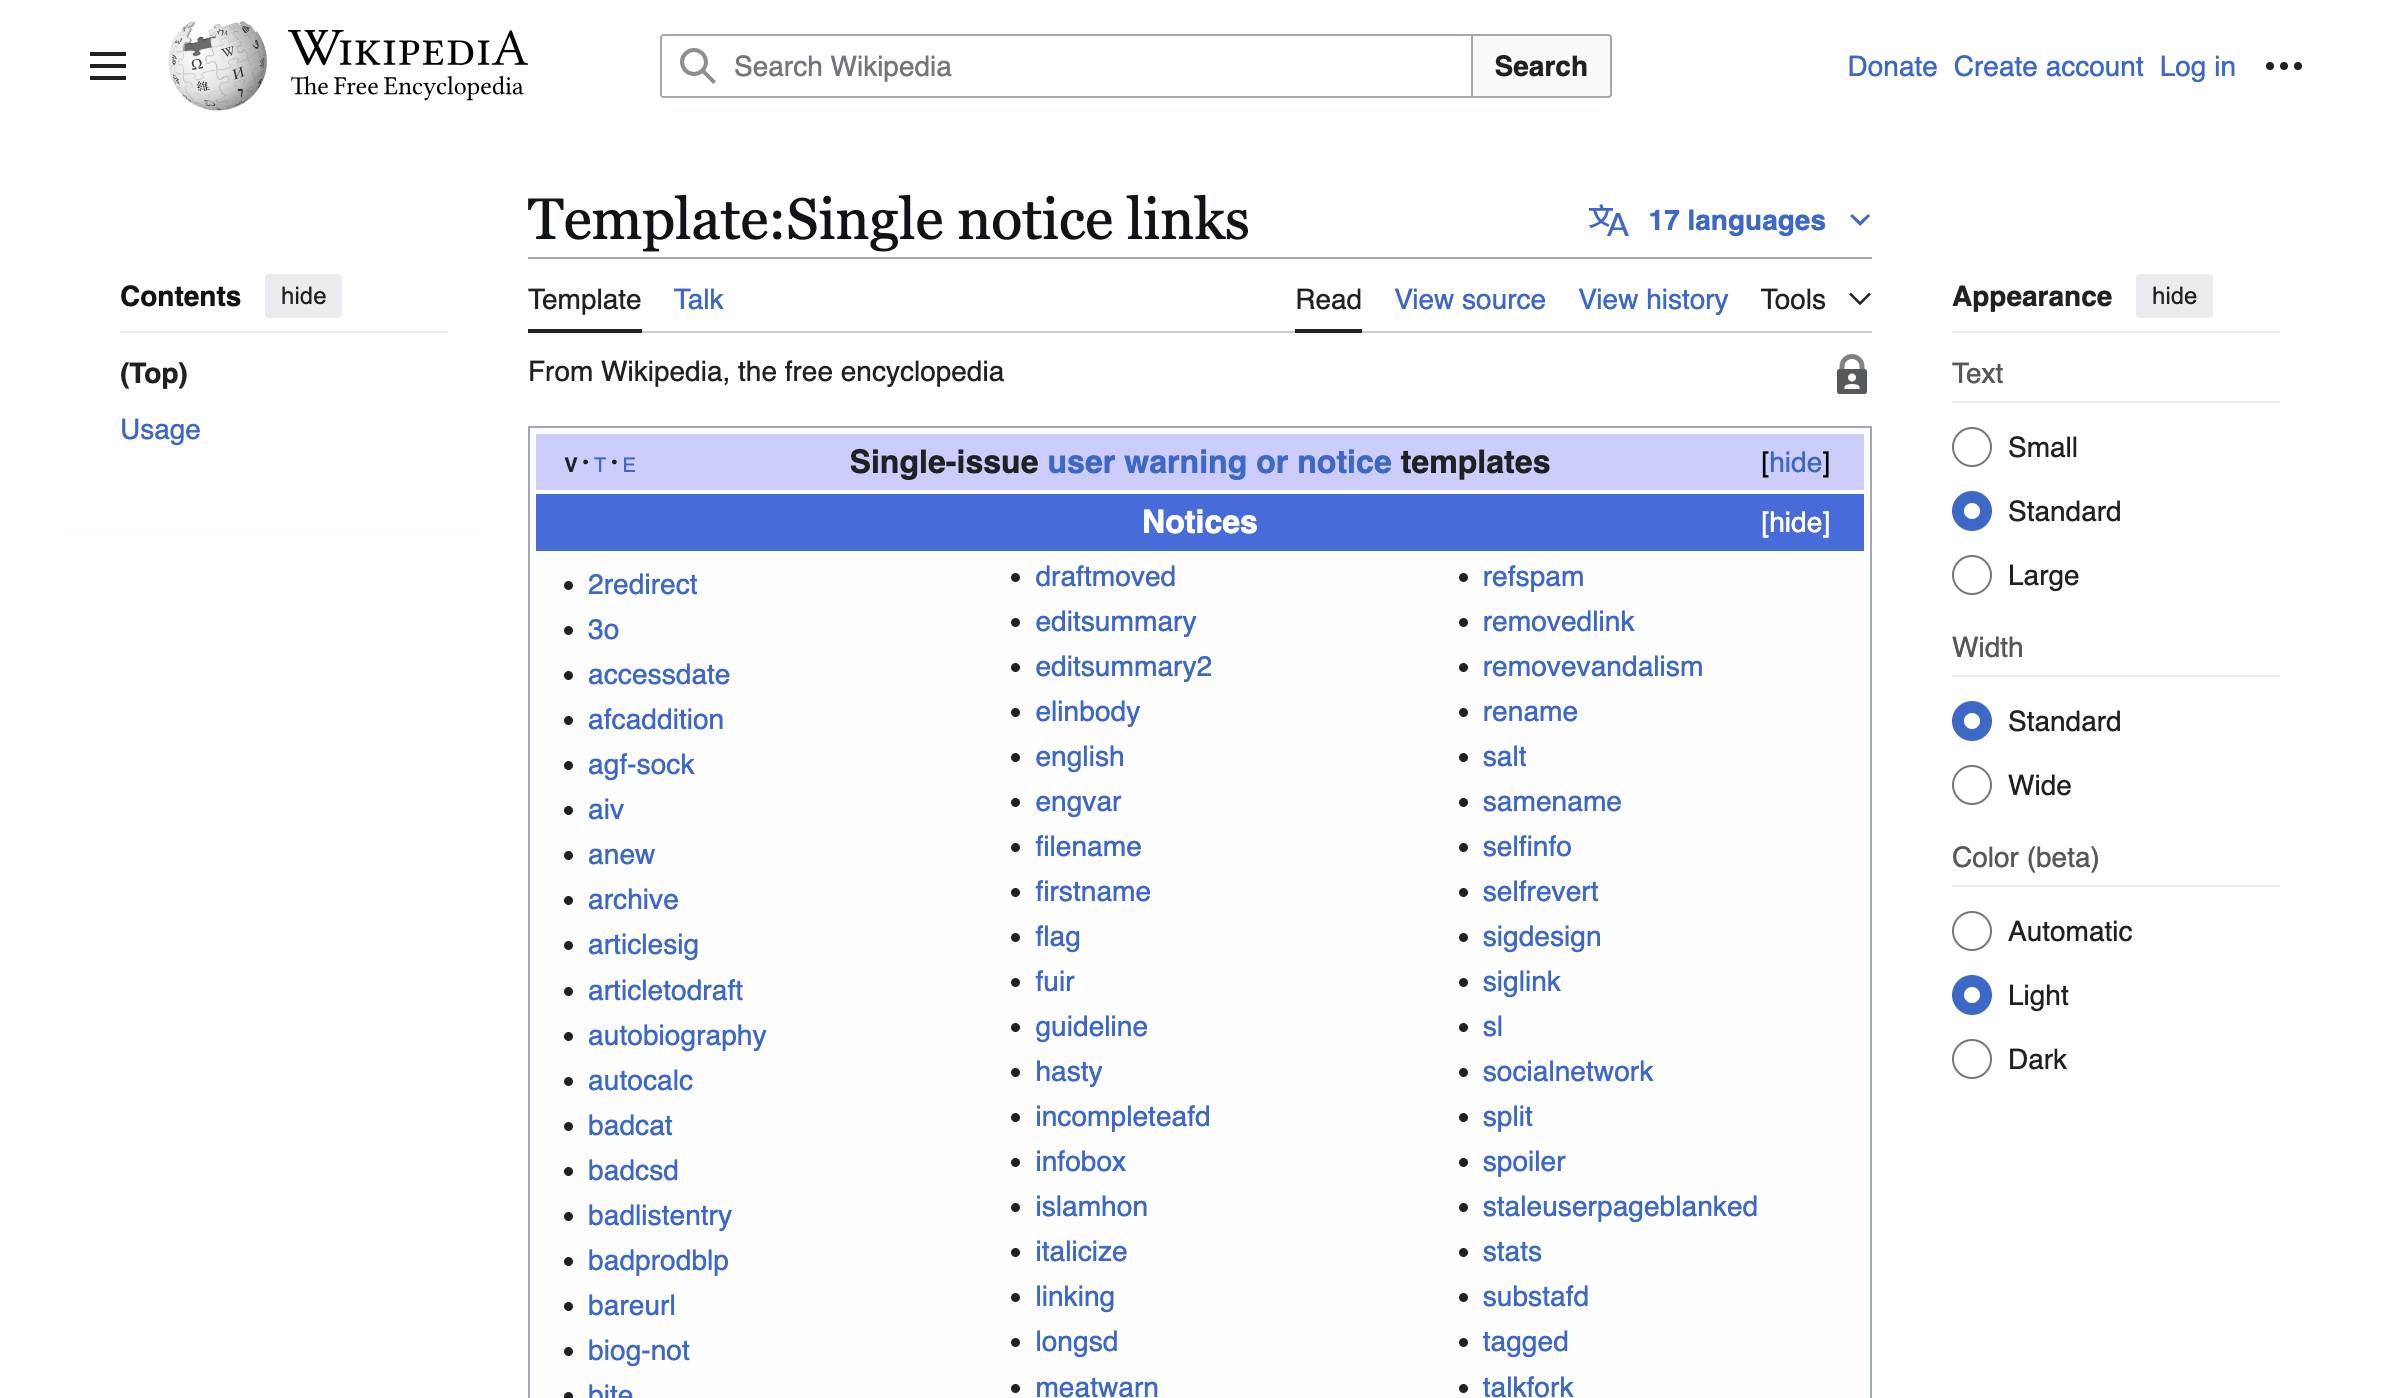 WIKIPEDIA
The Free Encyclopedia
Search Wikipedia
Search
Donate Create account Log in
Template:Single notice links
17 languages
Contents hide
(Top)
Usage
Template Talk
Read View source View history Tools
From Wikipedia, the free encyclopedia
V · T · E
Single-issue user warning or notice templates
[hide]
Notices
[hide]
2redirect
3o
accessdate
afcaddition
agf-sock
aiv
anew
archive
articlesig
articletodraft
autobiography
autocalc
badcat
badcsd
badlistentry
badprodblp
bareurl
biog-not
bite
draftmoved
editsummary
editsummary2
elinbody
english
engvar
filename
firstname
flag
fuir
guideline
hasty
incompleteafd
infobox
islamhon
italicize
linking
longsd
meatwarn
refspam
removedlink
removevandalism
rename
salt
samename
selfinfo
selfrevert
sigdesign
siglink
sl
socialnetwork
split
spoiler
staleuserpageblanked
stats
substafd
tagged
talkfork
Appearance hide
Text
Small
Standard
Large
Width
Standard
Wide
Color (beta)
Automatic
Light
Dark